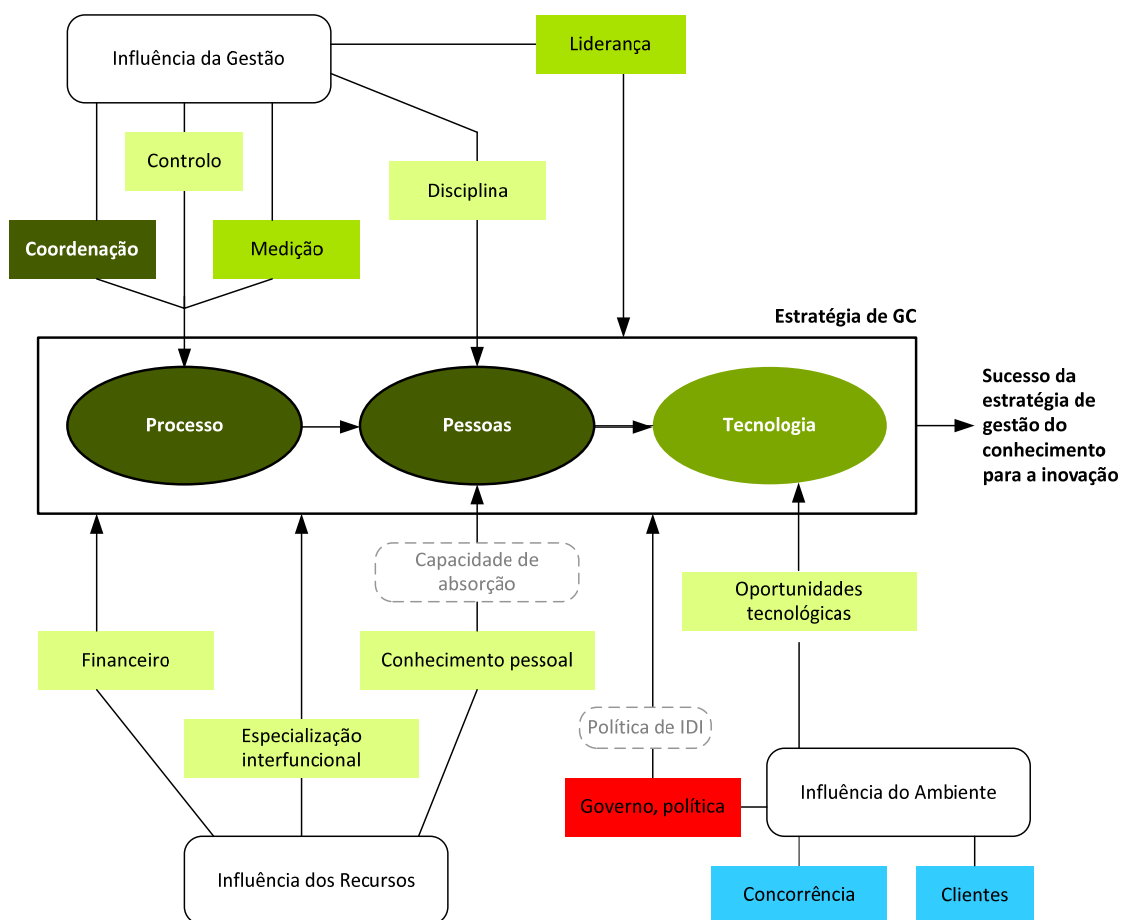 Influência da Gestão
Liderança
Controlo
Disciplina
Coordenação
Medição
Estratégia de GC
Processo
Pessoas
Tecnologia
Sucesso da
estratégia de
gestão do
conhecimento
para a inovação
Capacidade de
absorção
Oportunidades
tecnológicas
Financeiro
Conhecimento pessoal
Especialização
interfuncional
Política de IDI
Governo, política
Influência do Ambiente
Influência dos Recursos
Concorrência
Clientes